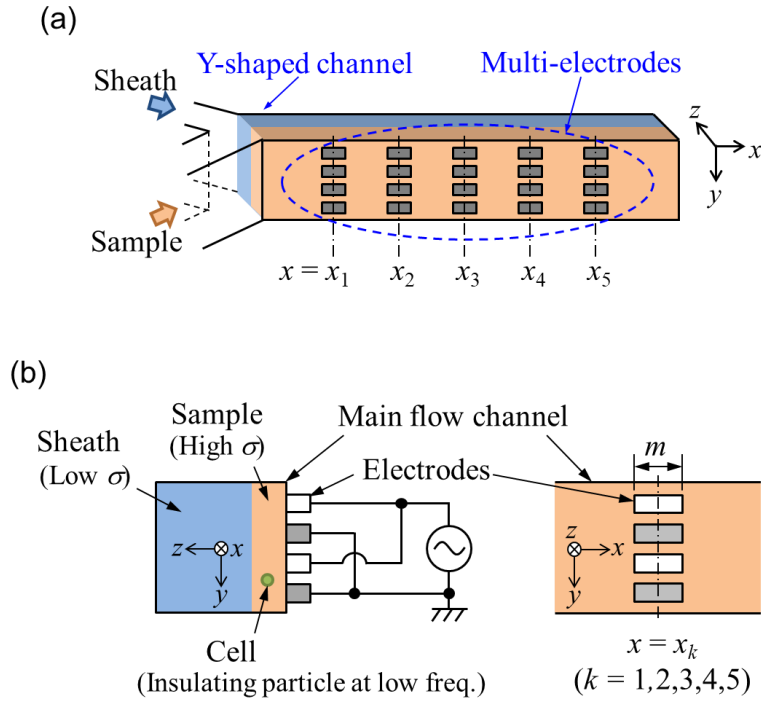 (a)
Y-shaped channel
Multi-electrodes
Sheath
z
x
y
Sample
x = x1 x2 x3 x4 x5
(b)
Sample
(High σ)
Main flow channel
Sheath
(Low σ)
Electrodes
m
z x
y
z
x
y
Cell
(Insulating particle at low freq.)
x = xk
(k = 1,2,3,4,5)